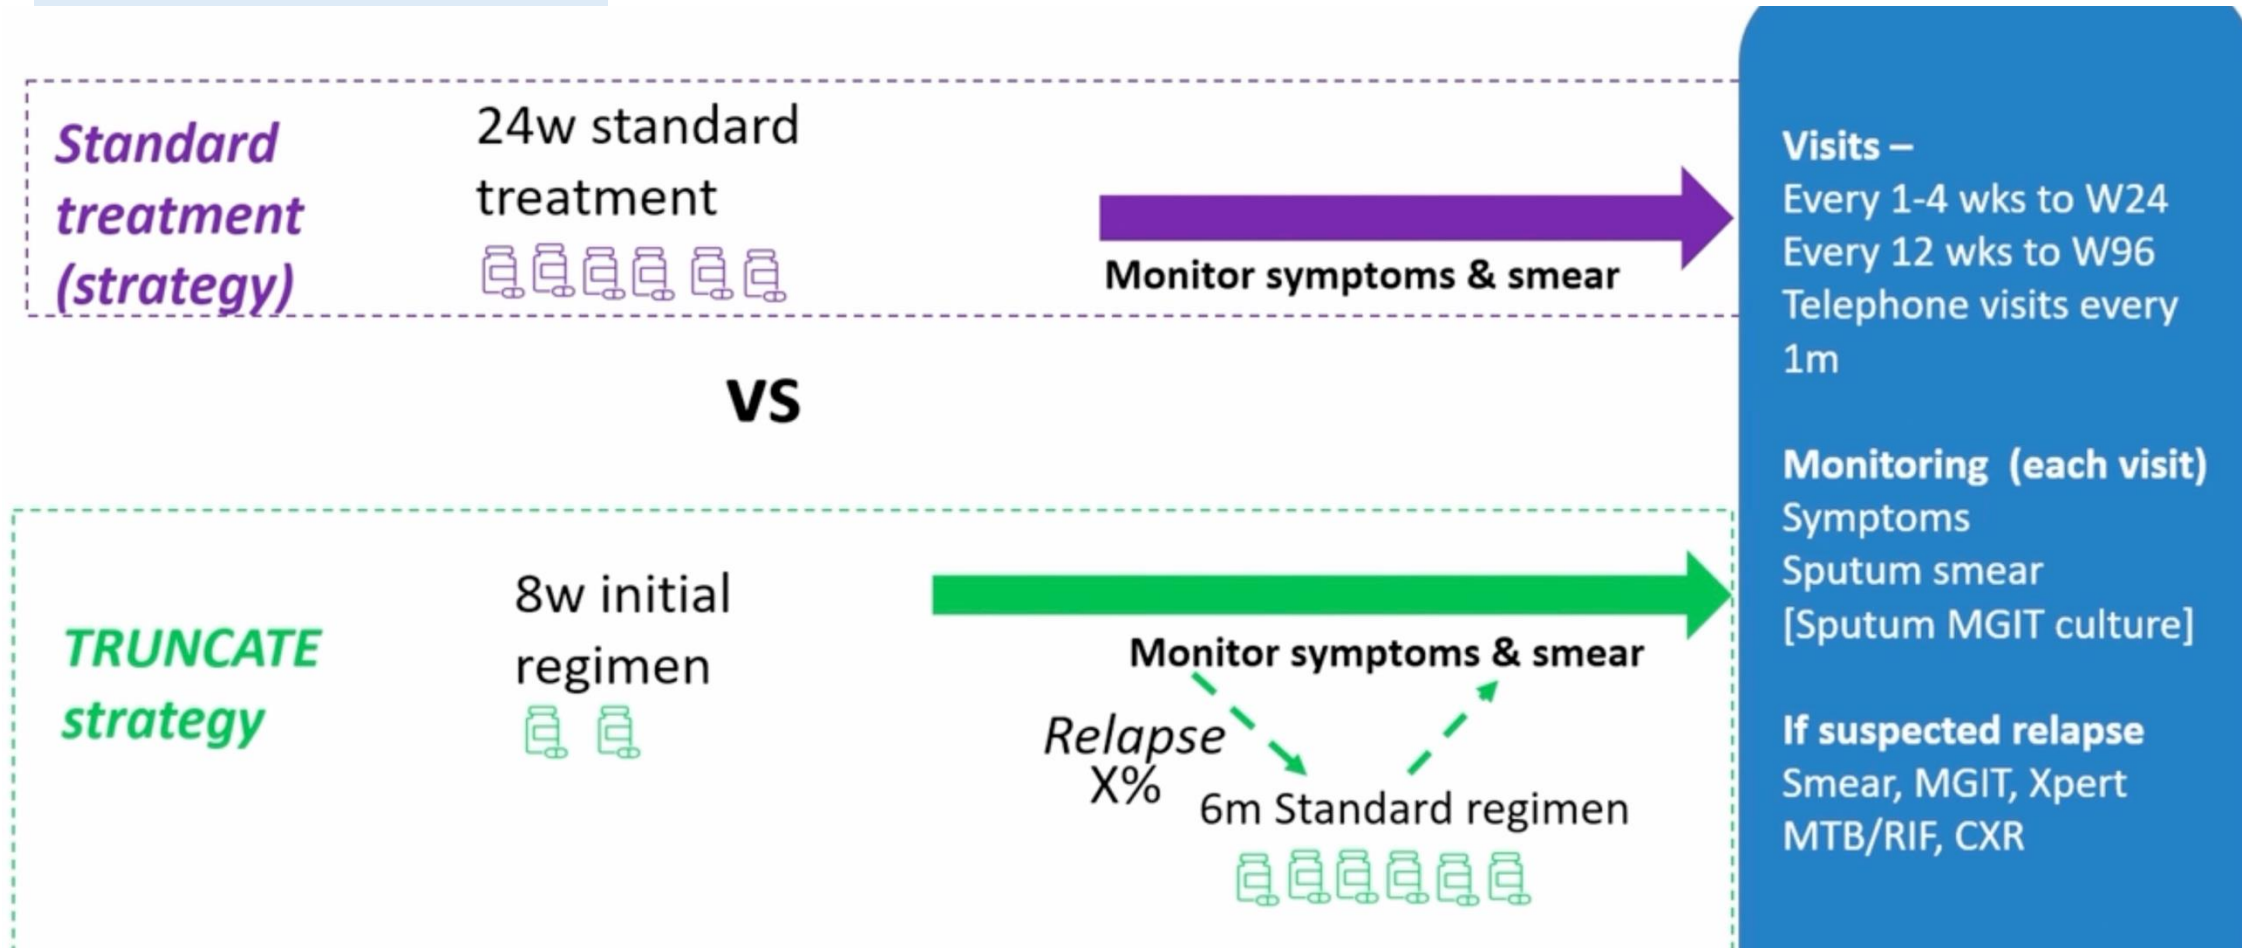 Standard
treatment
(strategy)
24w standard
treatment
Monitor symptoms & smear
vs
TRUNCATE
strategy
8w initial
regimen
Monitor symptoms & smear
Relapse
X%
6m Standard regimen
Visits –
Every 1-4 wks to W24
Every 12 wks to W96
Telephone visits every
1m
Monitoring  (each visit)
Symptoms
Sputum smear
[Sputum MGIT culture]
If suspected relapse
Smear, MGIT, Xpert
MTB/RIF, CXR